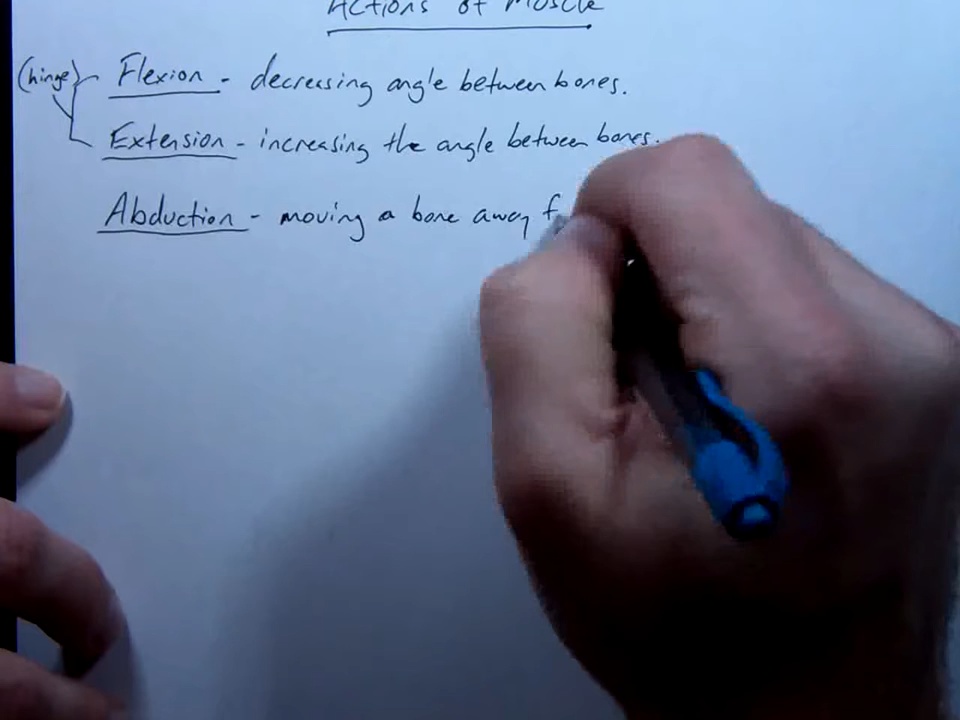 Actions of Muscle
(hinge) Flexion - decreasing angle between bones.
Extension - increasing the angle between bones.
Abduction - moving a bone away f